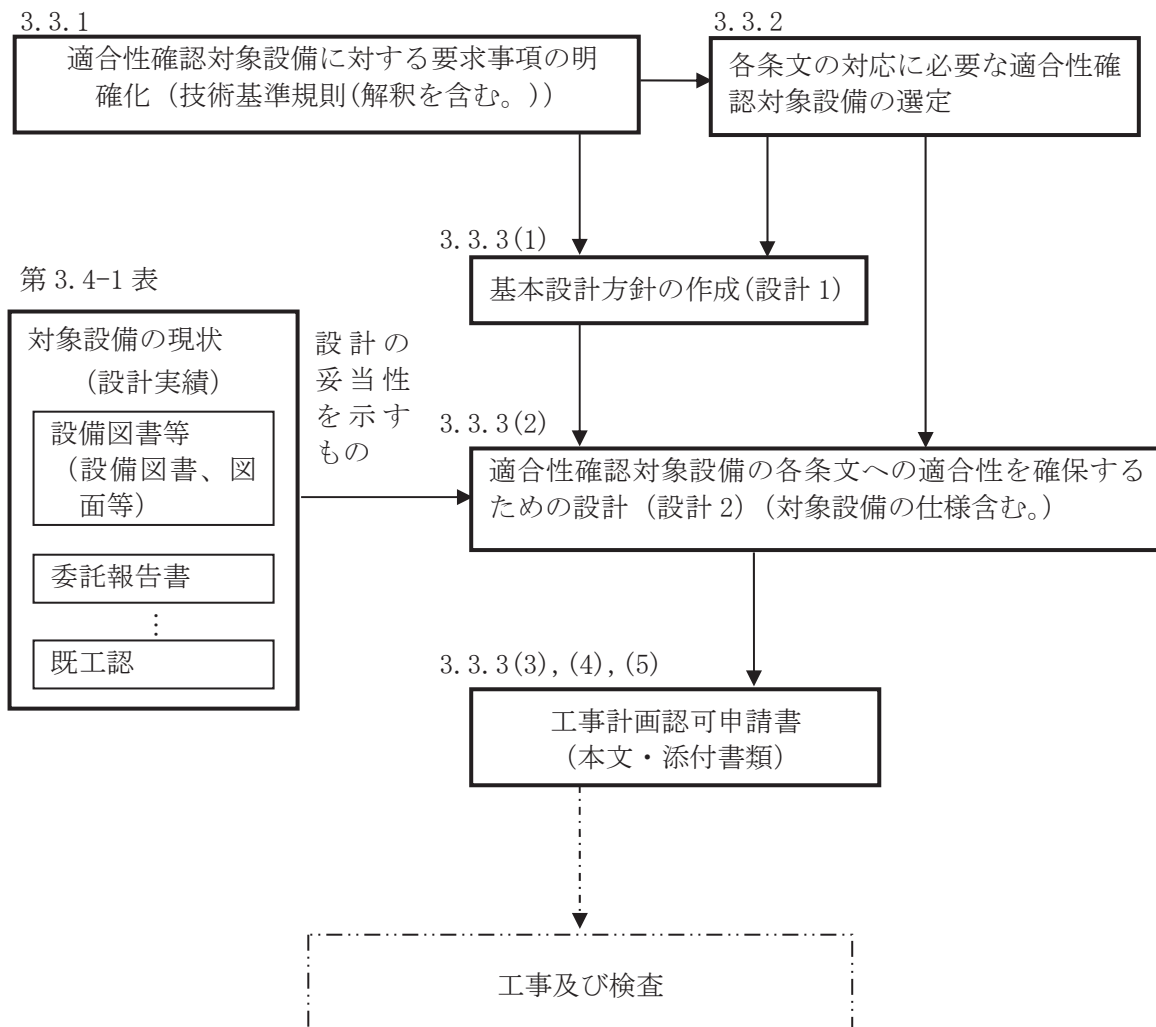 3.3.1
適合性確認対象設備に対する要求事項の明
確化（技術基準規則(解釈を含む。)）
3.3.2
各条文の対応に必要な適合性確
認対象設備の選定
3.3.3(1)
基本設計方針の作成(設計1)
第3.4-1表
対象設備の現状
（設計実績）
設備図書等
（設備図書、図
面等）
委託報告書
⋮
既工認
設計の
妥当性
を示す
もの
3.3.3(2)
適合性確認対象設備の各条文への適合性を確保する
ための設計（設計2）（対象設備の仕様含む。）
3.3.3(3),(4),(5)
工事計画認可申請書
（本文・添付書類）
工事及び検査